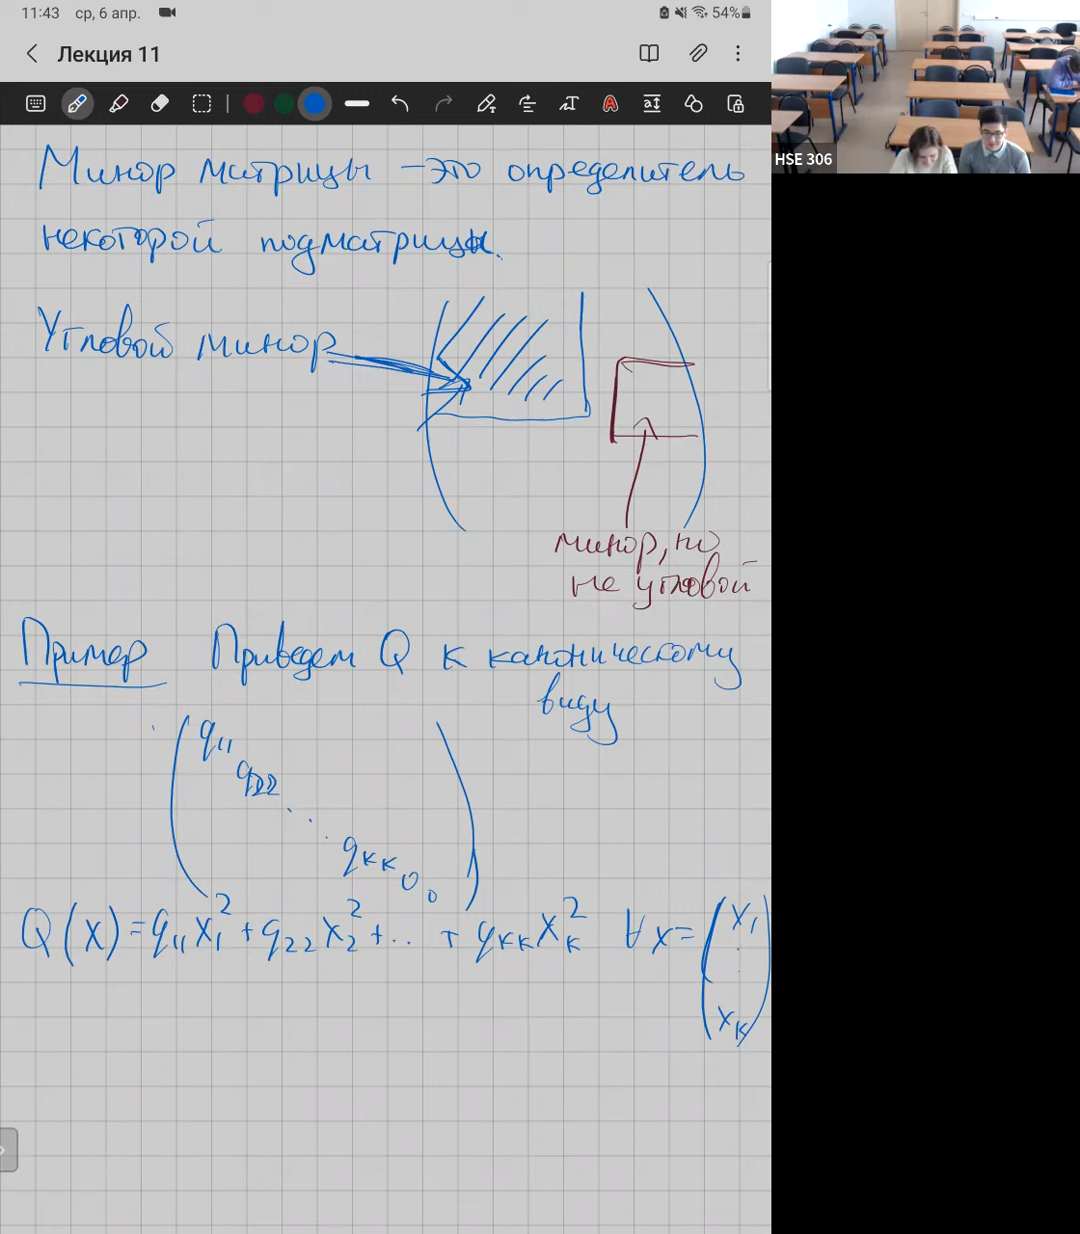 11:43 ср, 6 апр. 54%
Лекция 11
HSE 306
Минор матрицы – это определитель
некоторой подматрицы.
Угловой минор
минор, но
не угловой
Пример Приведем Q к каноническому
виду
q₁₁
q₂₂
⋱
qₖₖ
0
0
Q(x) = q₁₁x₁² + q₂₂x₂² + .. + qₖₖxₖ² ∀ x = (x₁
⋮
xₖ)